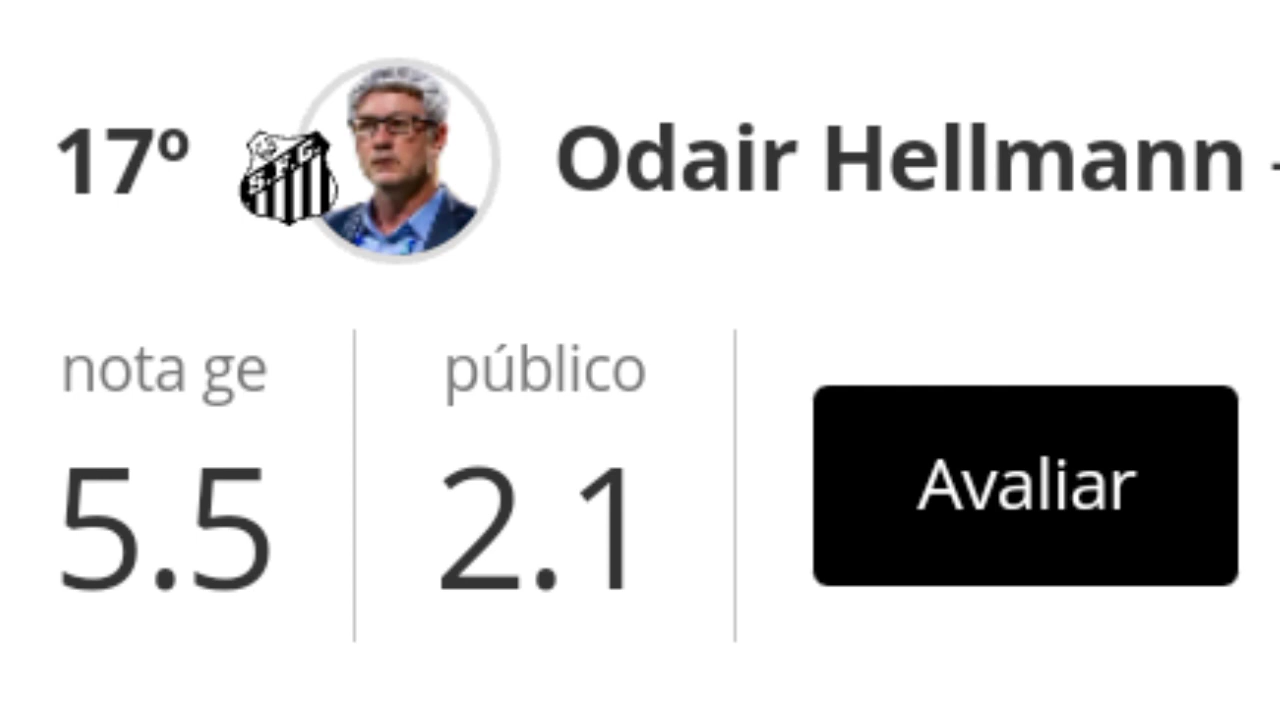 17º S.F.C. Odair Hellmann -
nota ge
público
5.5
2.1
Avaliar